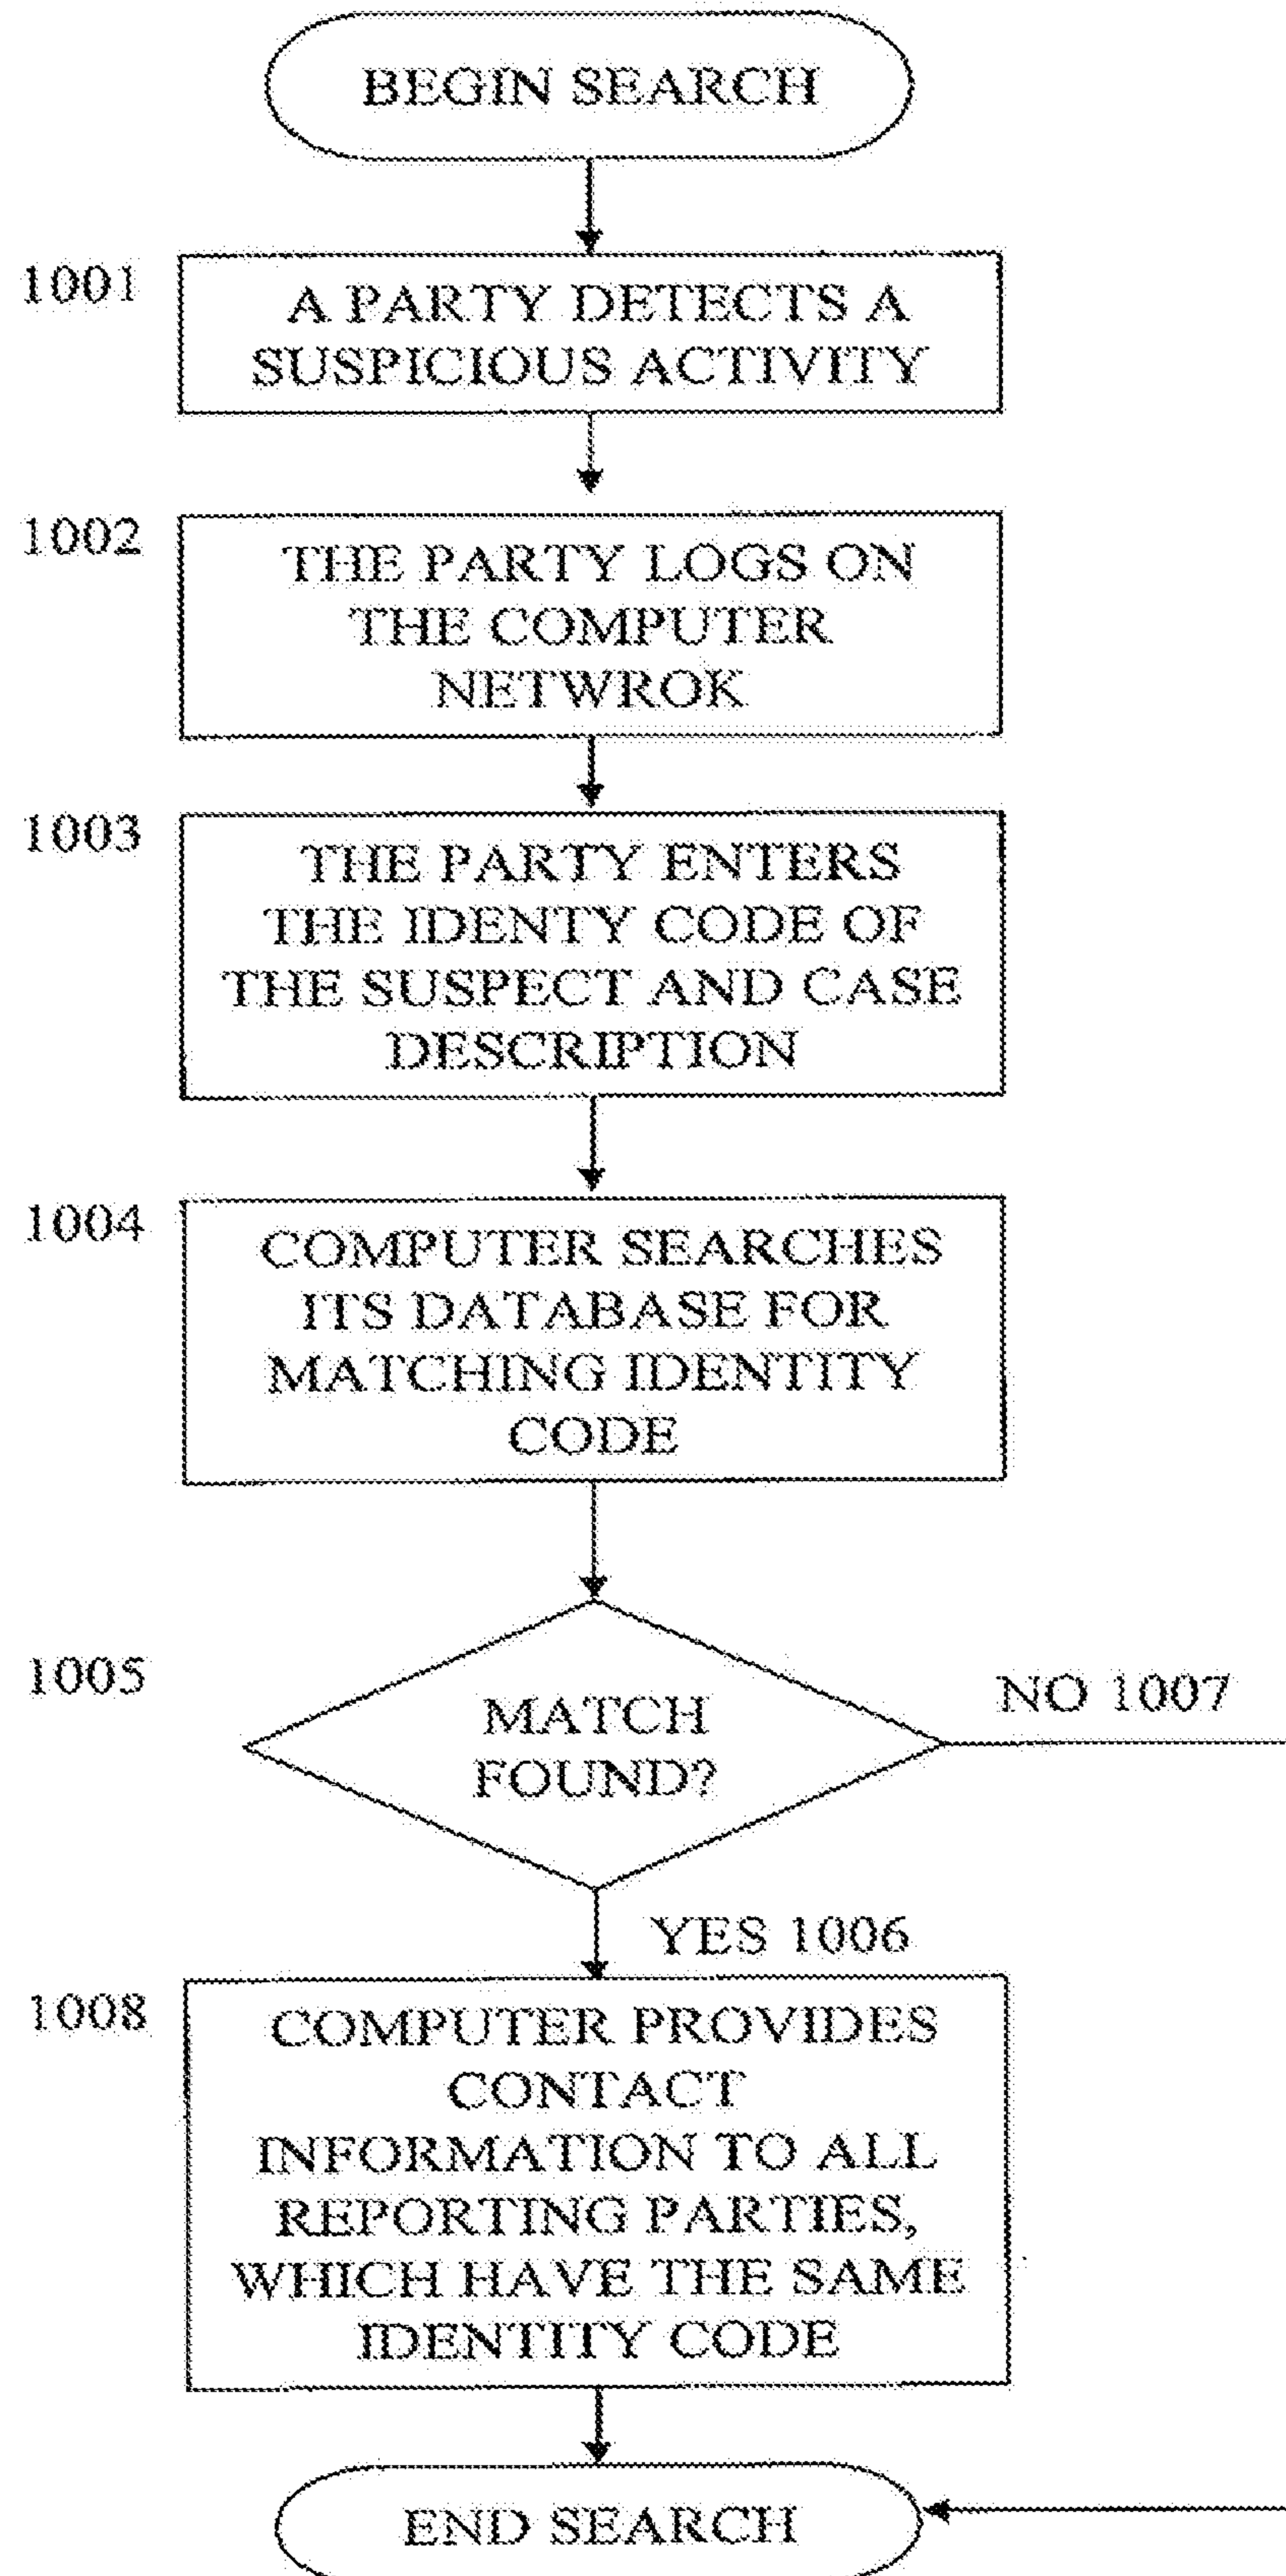 BEGIN SEARCH
1001
A PARTY DETECTS A
SUSPICIOUS ACTIVITY
1002
THE PARTY LOGS ON
THE COMPUTER
NETWROK
1003
THE PARTY ENTERS
THE IDENTY CODE OF
THE SUSPECT AND CASE
DESCRIPTION
1004
COMPUTER SEARCHES
ITS DATABASE FOR
MATCHING IDENTITY
CODE
1005
MATCH
FOUND?
NO 1007
YES 1006
1008
COMPUTER PROVIDES
CONTACT
INFORMATION TO ALL
REPORTING PARTIES,
WHICH HAVE THE SAME
IDENTITY CODE
END SEARCH